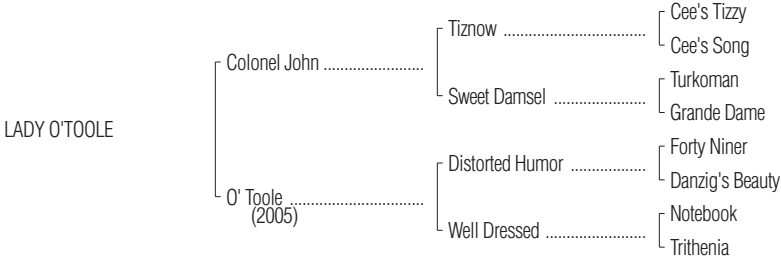 Cee's Tizzy
Tiznow ................................
Cee's Song
Colonel John .......................
Turkoman
Sweet Damsel .....................
Grande Dame
LADY O'TOOLE
Forty Niner
Distorted Humor .................
Danzig's Beauty
O' Toole ..............................
(2005)
Notebook
Well Dressed .......................
Trithenia